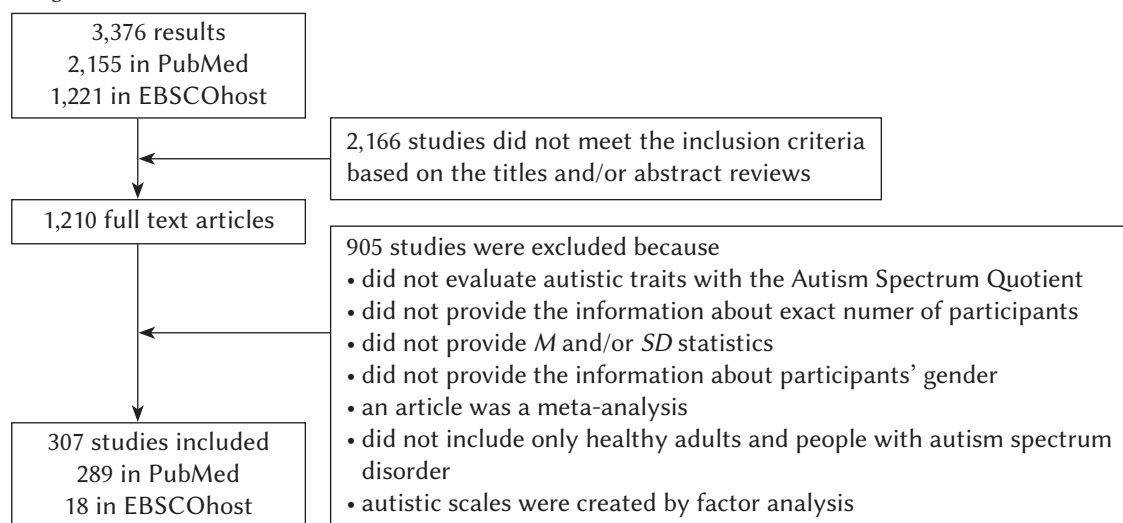 3,376 results
2,155 in PubMed
1,221 in EBSCOhost
2,166 studies did not meet the inclusion criteria
based on the titles and/or abstract reviews
1,210 full text articles
905 studies were excluded because
• did not evaluate autistic traits with the Autism Spectrum Quotient
• did not provide the information about exact numer of participants
• did not provide M and/or SD statistics
• did not provide the information about participants' gender
• an article was a meta-analysis
• did not include only healthy adults and people with autism spectrum
disorder
• autistic scales were created by factor analysis
307 studies included
289 in PubMed
18 in EBSCOhost